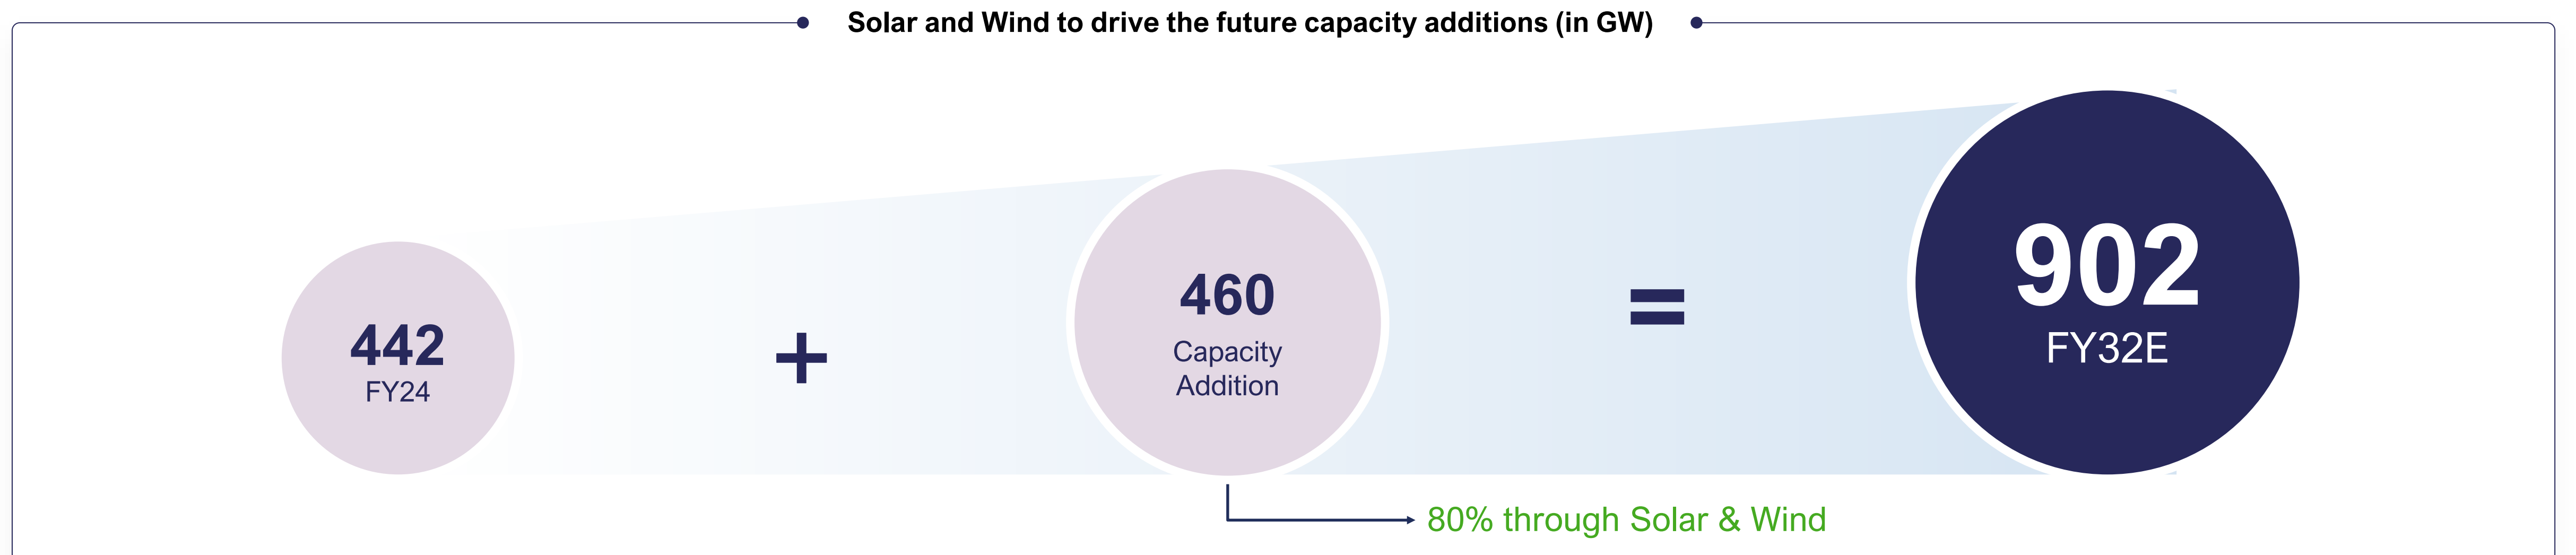 Solar and Wind to drive the future capacity additions (in GW)
442
FY24
+
460
Capacity
Addition
=
902
FY32E
80% through Solar & Wind